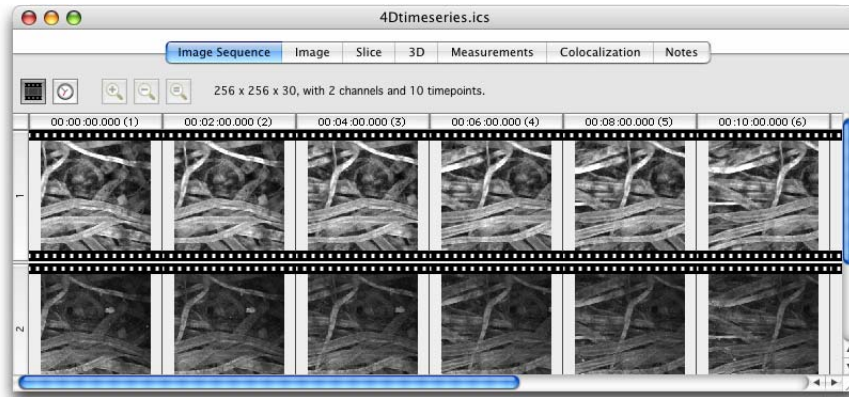 4Dtimeseries.ics
Image Sequence Image Slice 3D Measurements Colocalization Notes
256 x 256 x 30, with 2 channels and 10 timepoints.
00:00:00.000 (1) 00:02:00.000 (2) 00:04:00.000 (3) 00:06:00.000 (4) 00:08:00.000 (5) 00:10:00.000 (6)
1
2